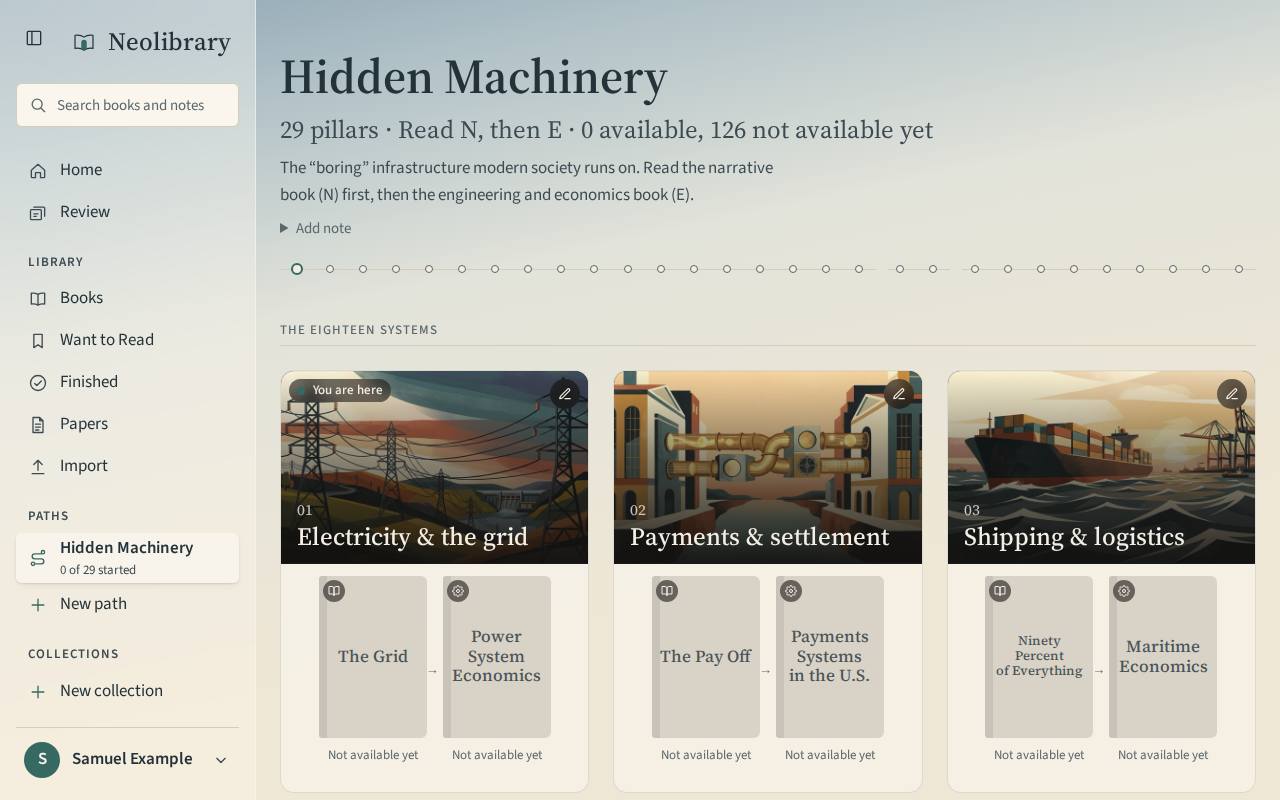 Neolibrary
Search books and notes
Home
Review
LIBRARY
Books
Want to Read
Finished
Papers
Import
PATHS
Hidden Machinery
0 of 29 started
New path
COLLECTIONS
New collection
S
Samuel Example
Hidden Machinery
29 pillars · Read N, then E · 0 available, 126 not available yet
The “boring” infrastructure modern society runs on. Read the narrative
book (N) first, then the engineering and economics book (E).
Add note
THE EIGHTEEN SYSTEMS
You are here
01
Electricity & the grid
The Grid
→
Power
System
Economics
Not available yet
Not available yet
02
Payments & settlement
The Pay Off
→
Payments
Systems
in the U.S.
Not available yet
Not available yet
03
Shipping & logistics
Ninety
Percent
of Everything
→
Maritime
Economics
Not available yet
Not available yet